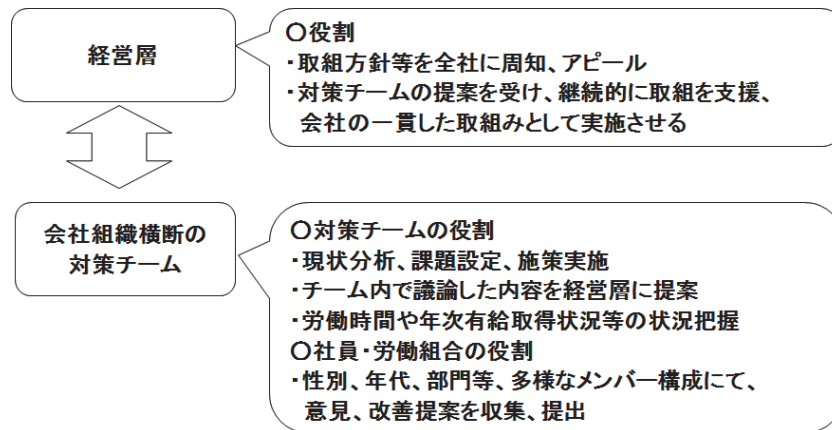 経営層
〇役割
・取組方針等を全社に周知、アピール
・対策チームの提案を受け、継続的に取組を支援、
会社の一貫した取組みとして実施させる
会社組織横断の
対策チーム
〇対策チームの役割
・現状分析、課題設定、施策実施
・チーム内で議論した内容を経営層に提案
・労働時間や年次有給取得状況等の状況把握
〇社員・労働組合の役割
・性別、年代、部門等、多様なメンバー構成にて、
意見、改善提案を収集、提出